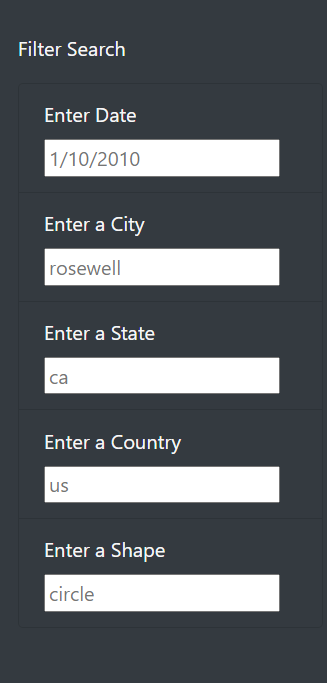 Filter Search
Enter Date
1/10/2010
Enter a City
rosewell
Enter a State
ca
Enter a Country
us
Enter a Shape
circle